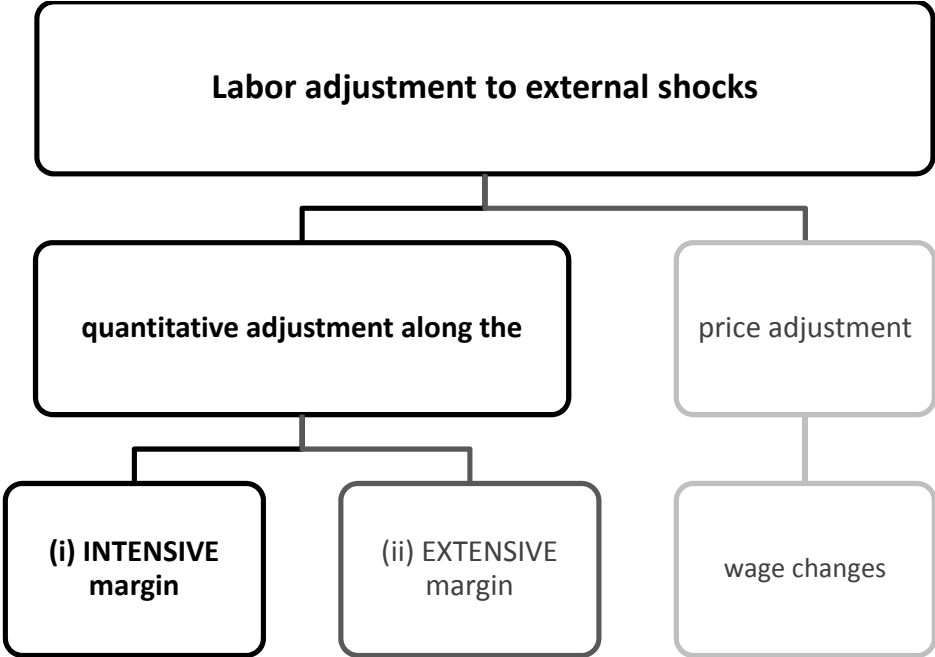 Labor adjustment to external shocks
quantitative adjustment along the
price adjustment
(i) INTENSIVE
margin
(ii) EXTENSIVE
margin
wage changes